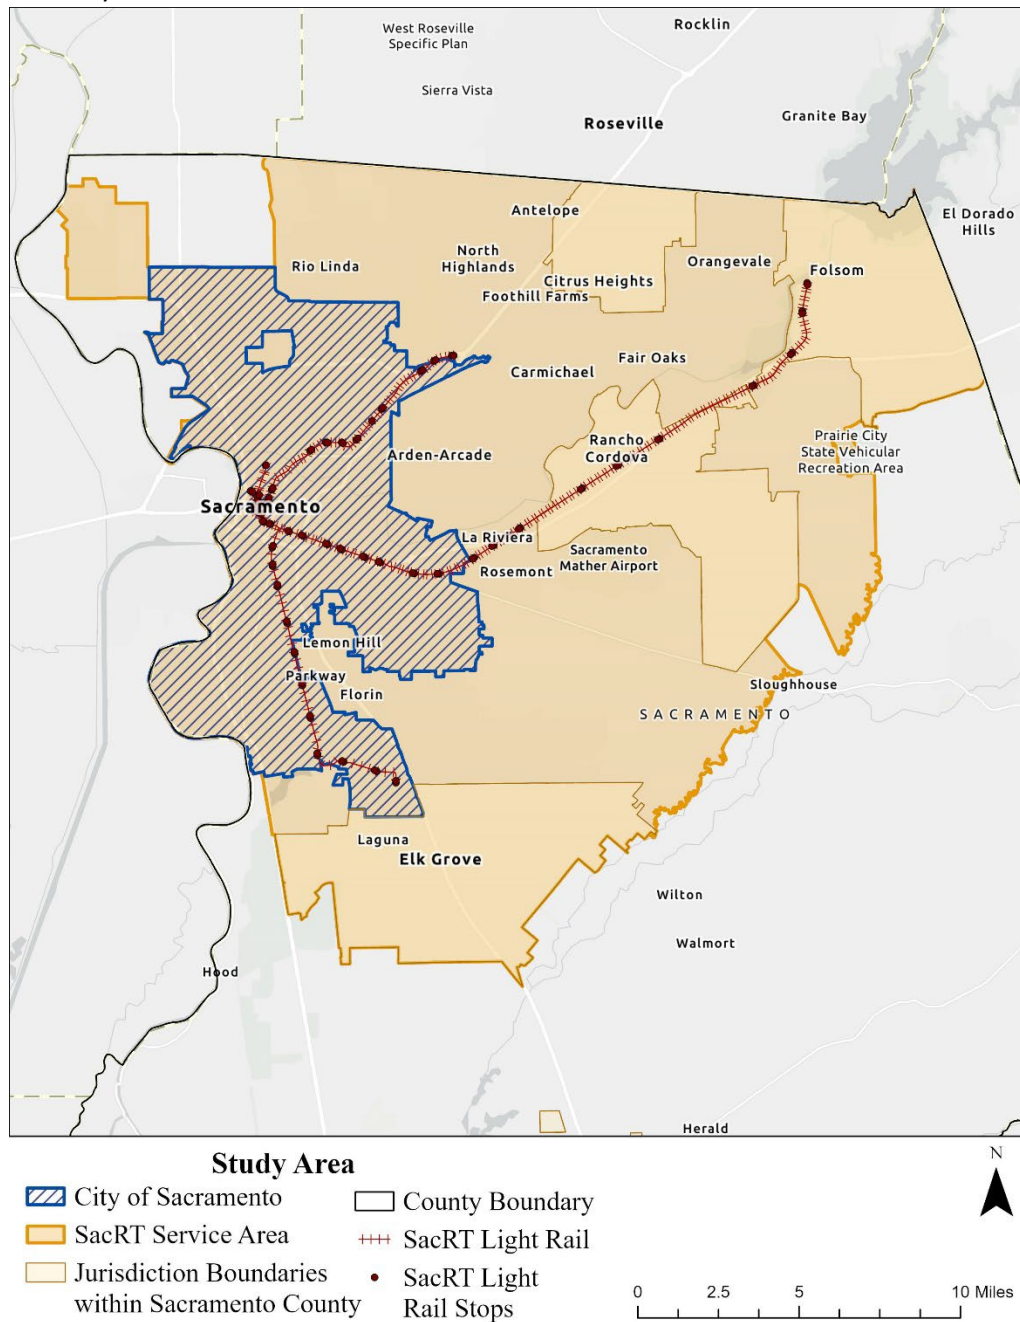 West Roseville
Specific Plan
Rocklin
Sierra Vista
Granite Bay
Roseville
El Dorado
Hills
Antelope
North
Highlands
Rio Linda
Orangevale
Folsom
Citrus Heights
Foothill Farms
Fair Oaks
Carmichael
Prairie City
State Vehicular
Recreation Area
Rancho
Cordova
Arden-Arcade
Sacramento
La Riviera
Rosemont
Sacramento
Mather Airport
Lemon Hill
Parkway
Florin
Sloughhouse
SACRAMENTO
Laguna
Elk Grove
Wilton
Walmort
Hood
Herald
Study Area
City of Sacramento
SacRT Service Area
Jurisdiction Boundaries
within Sacramento County
County Boundary
SacRT Light Rail
SacRT Light
Rail Stops
N
0 2.5 5 10 Miles